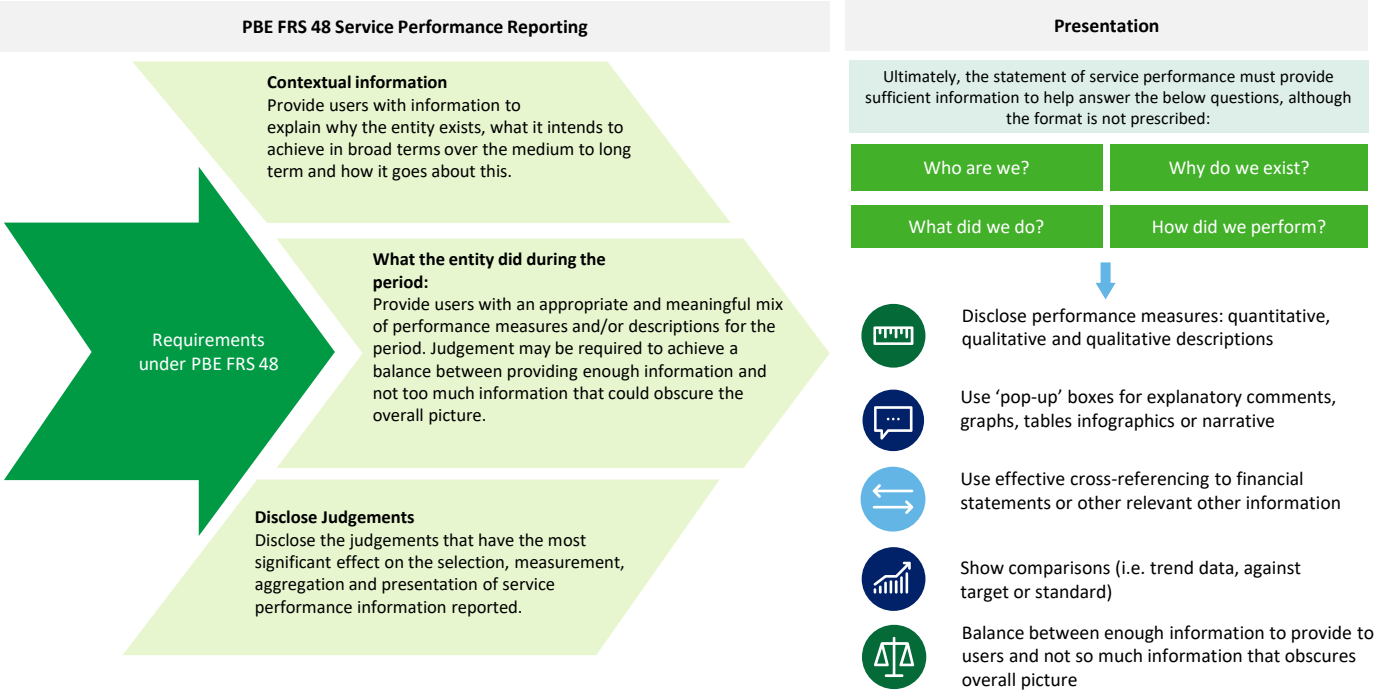 PBE FRS 48 Service Performance Reporting
Contextual information
Provide users with information to
explain why the entity exists, what it intends to
achieve in broad terms over the medium to long
term and how it goes about this.
Requirements
under PBE FRS 48
What the entity did during the
period:
Provide users with an appropriate and meaningful mix
of performance measures and/or descriptions for the
period. Judgement may be required to achieve a
balance between providing enough information and
not too much information that could obscure the
overall picture.
Disclose Judgements
Disclose the judgements that have the most
significant effect on the selection, measurement,
aggregation and presentation of service
performance information reported.
Presentation
Ultimately, the statement of service performance must provide
sufficient information to help answer the below questions, although
the format is not prescribed:
Who are we?
Why do we exist?
What did we do?
How did we perform?
Disclose performance measures: quantitative,
qualitative and qualitative descriptions
Use ‘pop-up’ boxes for explanatory comments,
graphs, tables infographics or narrative
Use effective cross-referencing to financial
statements or other relevant other information
Show comparisons (i.e. trend data, against
target or standard)
Balance between enough information to provide to
users and not so much information that obscures
overall picture